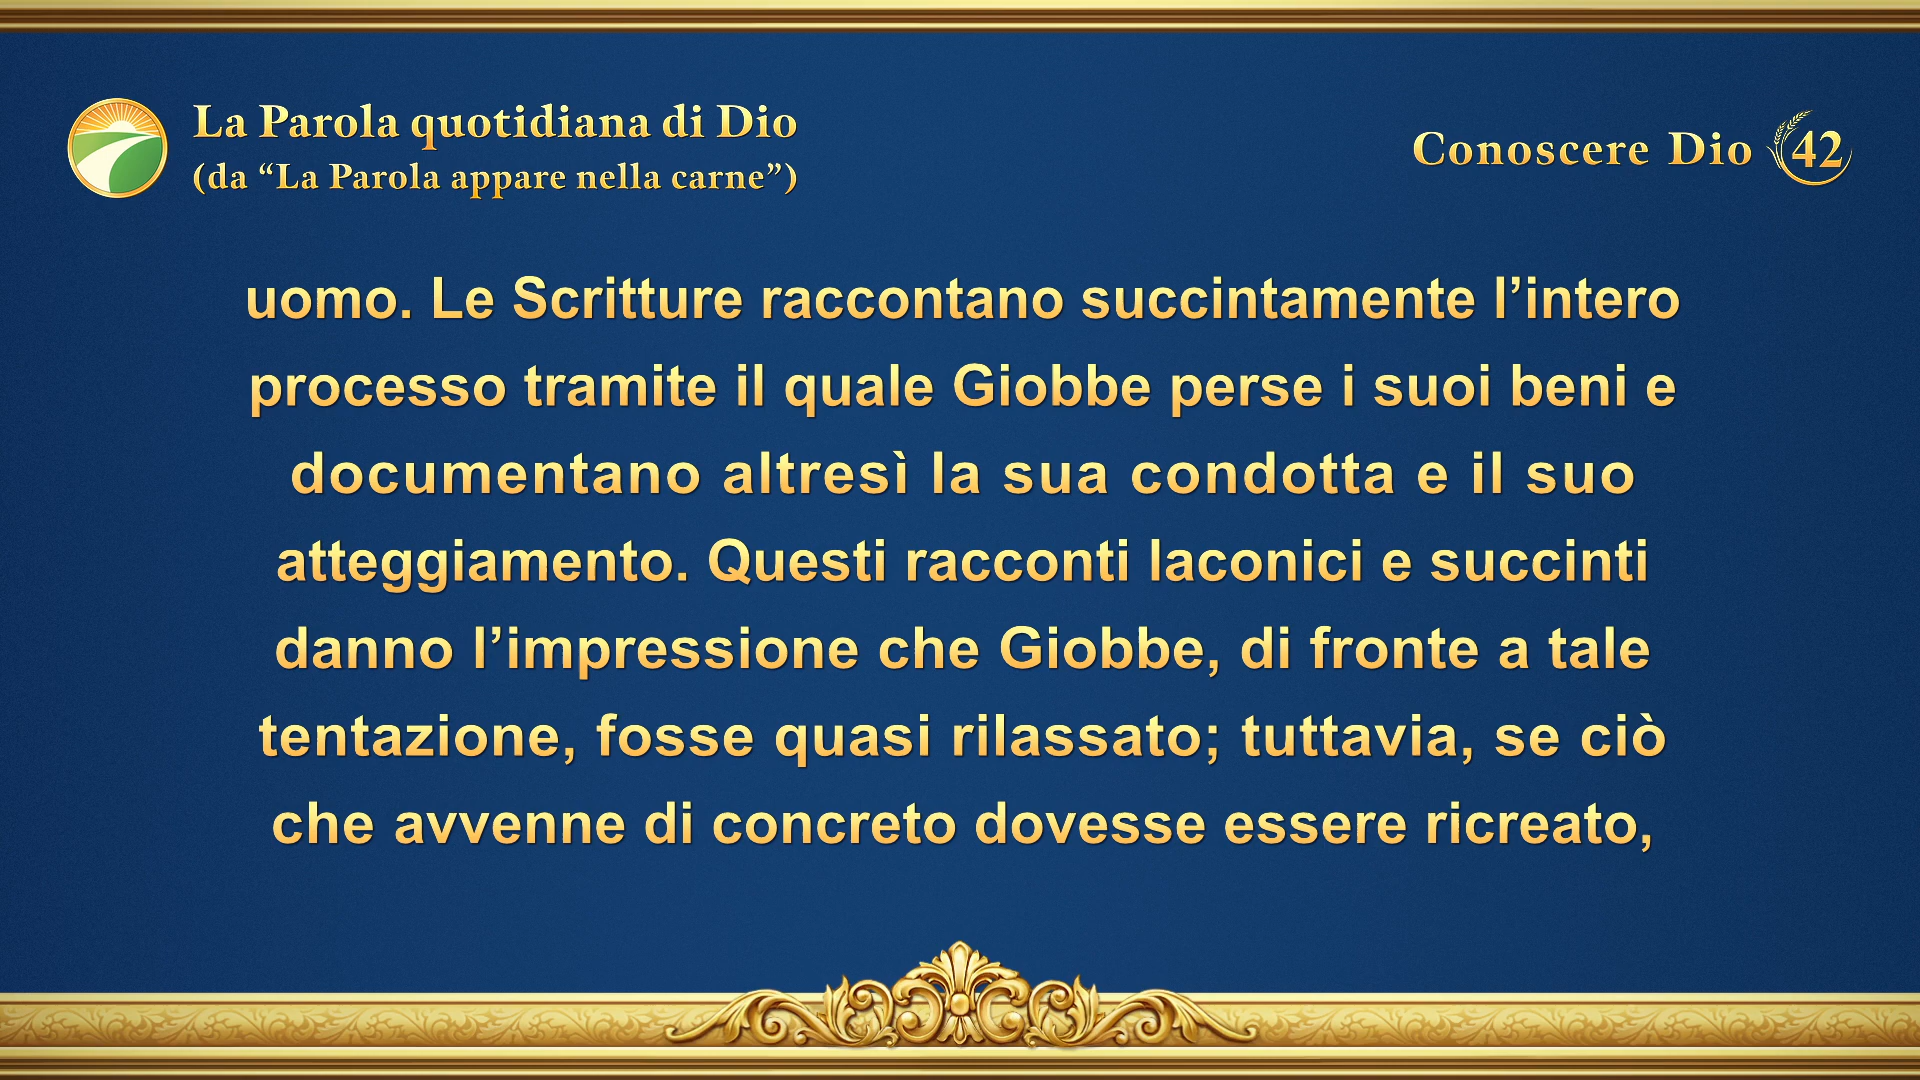 La Parola quotidiana di Dio
(da “La Parola appare nella carne”)
Conoscere Dio 42
uomo. Le Scritture raccontano succintamente l’intero
processo tramite il quale Giobbe perse i suoi beni e
documentano altresì la sua condotta e il suo
atteggiamento. Questi racconti laconici e succinti
danno l’impressione che Giobbe, di fronte a tale
tentazione, fosse quasi rilassato; tuttavia, se ciò
che avvenne di concreto dovesse essere ricreato,